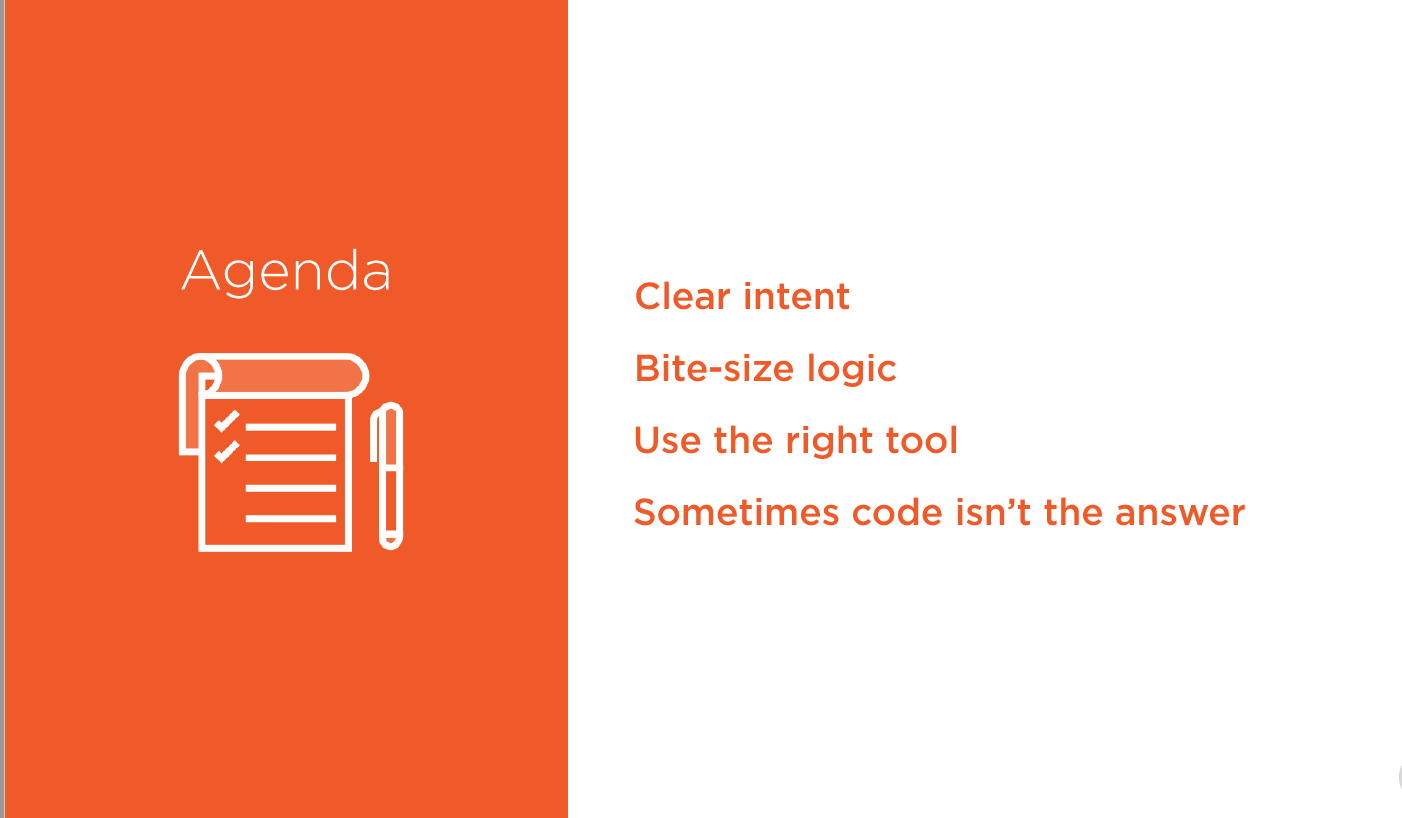 Agenda
Clear intent
Bite-size logic
Use the right tool
Sometimes code isn’t the answer